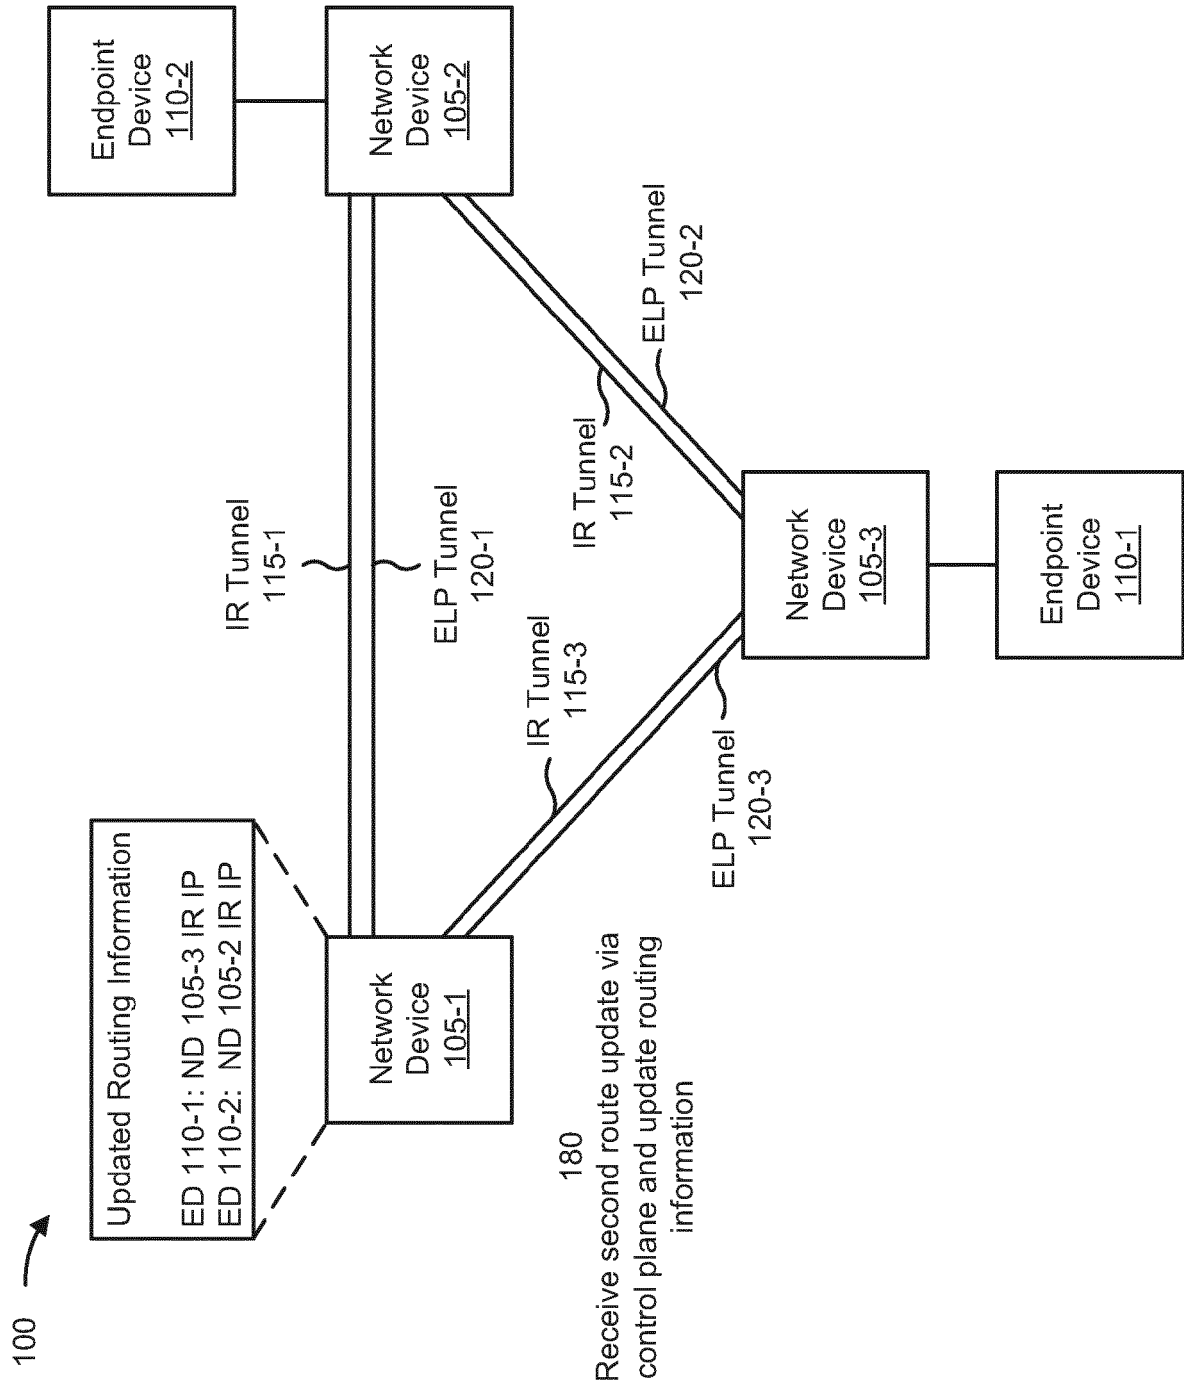 100
Updated Routing Information
ED 110-1: ND 105-3 IR IP
ED 110-2: ND 105-2 IR IP
Network
Device
105-1
180
Receive second route update via
control plane and update routing
information
IR Tunnel
115-1
ELP Tunnel
120-1
IR Tunnel
115-3
ELP Tunnel
120-3
IR Tunnel
115-2
ELP Tunnel
120-2
Endpoint
Device
110-2
Network
Device
105-2
Network
Device
105-3
Endpoint
Device
110-1